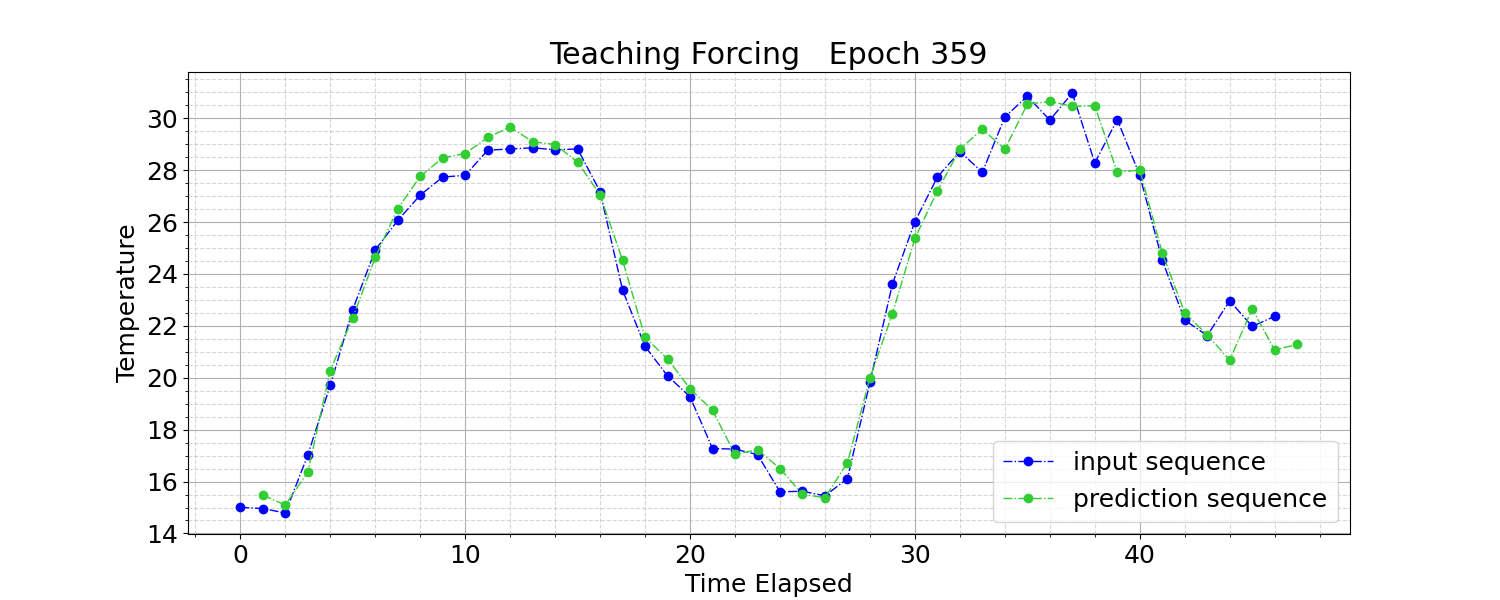 Teaching Forcing   Epoch 359
30
28
26
24
22
20
18
16
14
Temperature
0 10 20 30 40
Time Elapsed
input sequence
prediction sequence